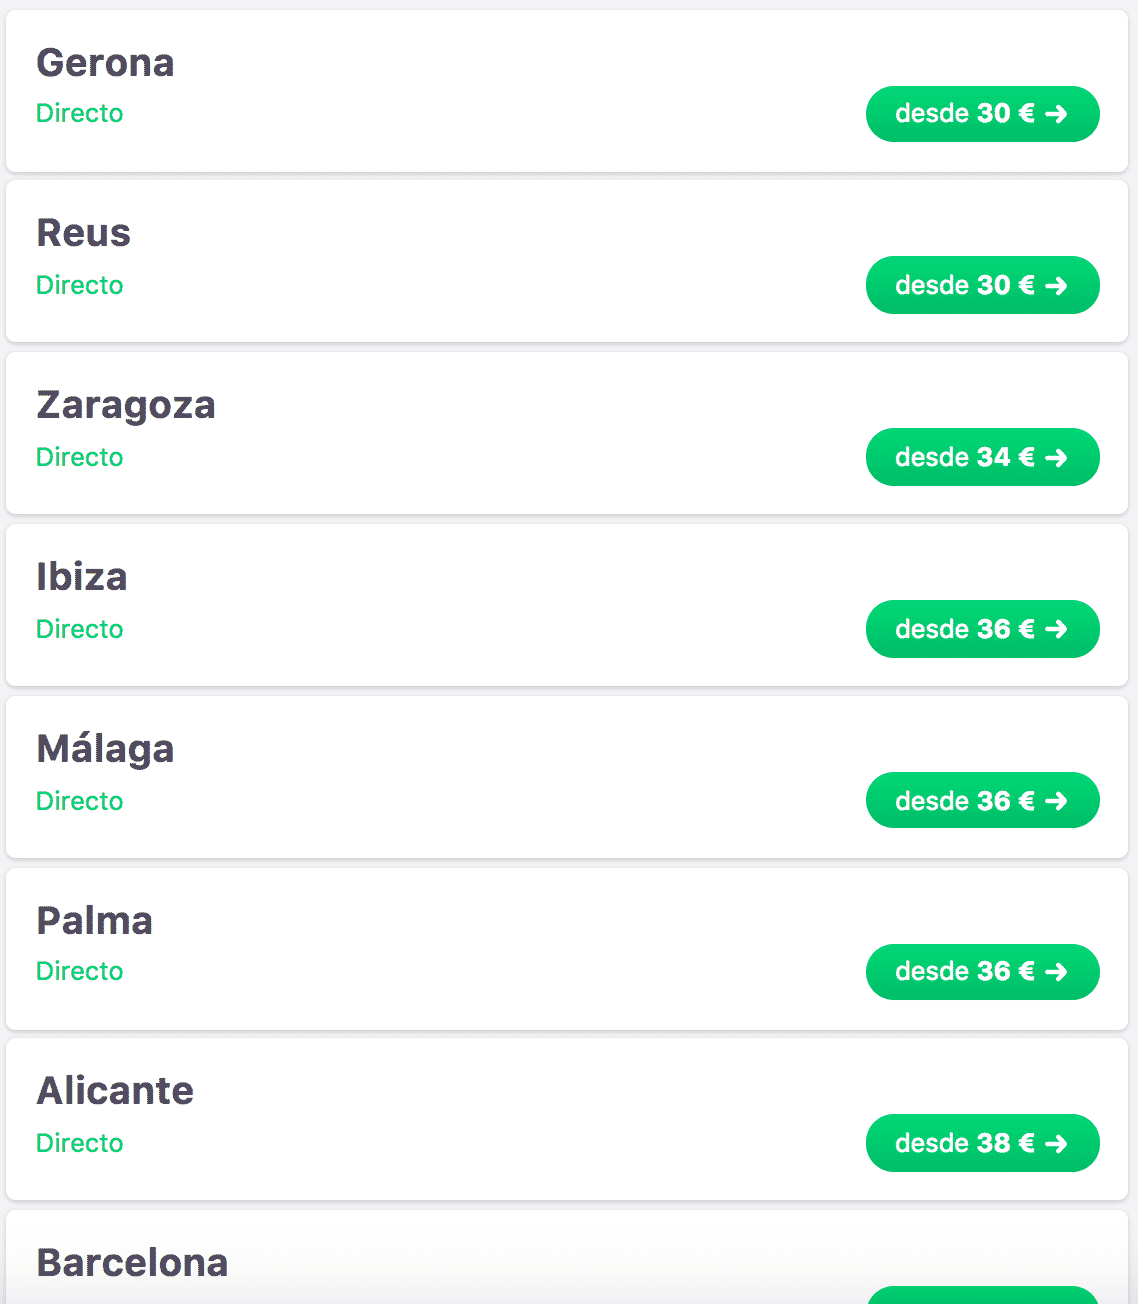 Gerona
Directo
desde 30 € →
Reus
Directo
desde 30 € →
Zaragoza
Directo
desde 34 € →
Ibiza
Directo
desde 36 € →
Málaga
Directo
desde 36 € →
Palma
Directo
desde 36 € →
Alicante
Directo
desde 38 € →
Barcelona